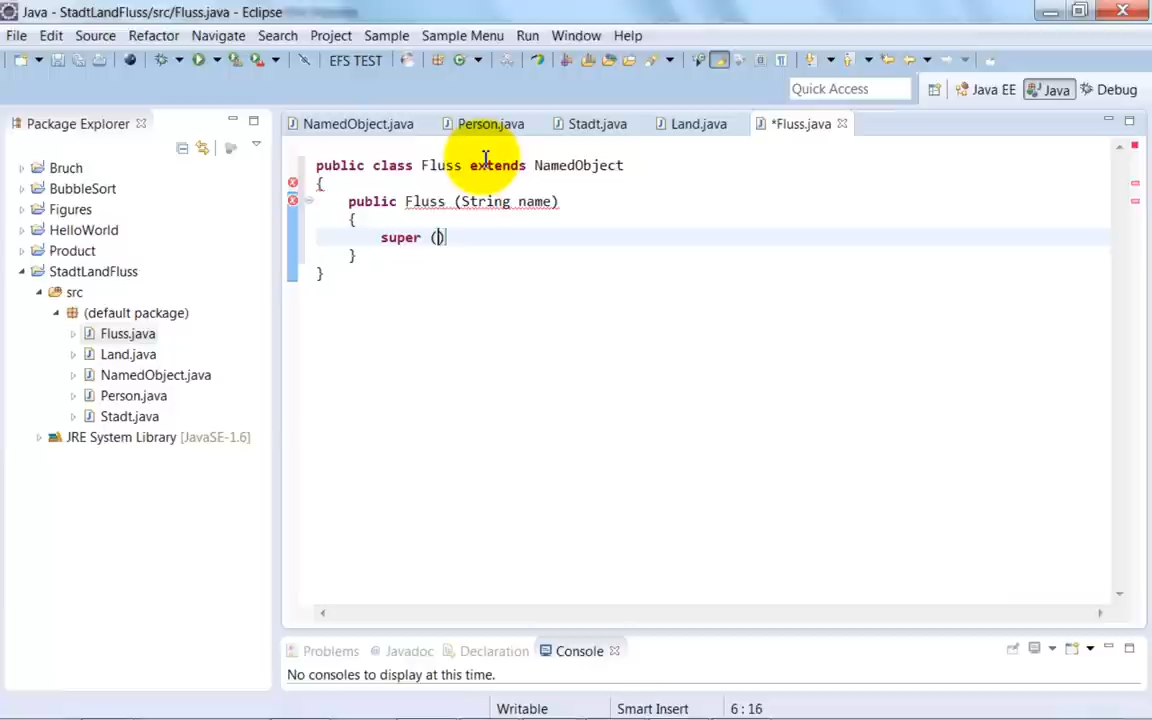 Java - StadtLandFluss/src/Fluss.java - Eclipse
File Edit Source Refactor Navigate Search Project Sample Sample Menu Run Window Help
EFS TEST
Quick Access Java EE Java Debug
Package Explorer
NamedObject.java Person.java Stadt.java Land.java *Fluss.java
Bruch
BubbleSort
Figures
HelloWorld
Product
StadtLandFluss
src
(default package)
Fluss.java
Land.java
NamedObject.java
Person.java
Stadt.java
JRE System Library [JavaSE-1.6]
public class Fluss extends NamedObject
{
public Fluss (String name)
{
super ()
}
}
Problems Javadoc Declaration Console
No consoles to display at this time.
Writable Smart Insert 6 : 16